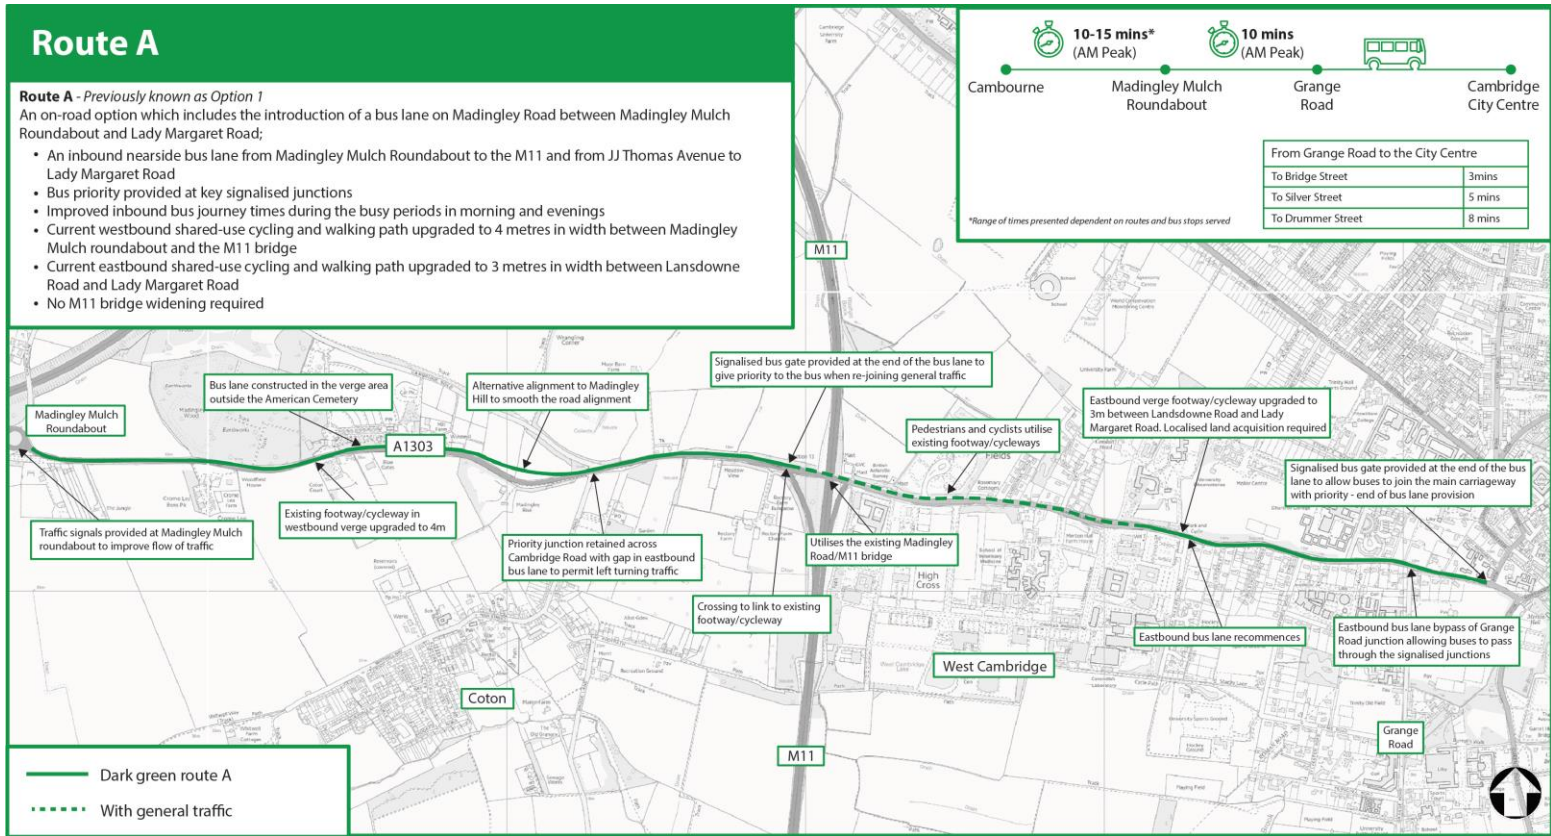 Route A
Route A - Previously known as Option 1
An on-road option which includes the introduction of a bus lane on Madingley Road between Madingley Mulch
Roundabout and Lady Margaret Road;
• An inbound nearside bus lane from Madingley Mulch Roundabout to the M11 and from JJ Thomas Avenue to
Lady Margaret Road
• Bus priority provided at key signalised junctions
• Improved inbound bus journey times during the busy periods in morning and evenings
• Current westbound shared-use cycling and walking path upgraded to 4 metres in width between Madingley
Mulch roundabout and the M11 bridge
• Current eastbound shared-use cycling and walking path upgraded to 3 metres in width between Lansdowne
Road and Lady Margaret Road
• No M11 bridge widening required
10-15 mins*
(AM Peak)
10 mins
(AM Peak)
Cambourne
Madingley Mulch
Roundabout
Grange
Road
Cambridge
City Centre
From Grange Road to the City Centre
To Bridge Street 3mins
To Silver Street 5 mins
To Drummer Street 8 mins
*Range of times presented dependent on routes and bus stops served
M11
Madingley Mulch
Roundabout
Bus lane constructed in the verge area
outside the American Cemetery
A1303
Alternative alignment to Madingley
Hill to smooth the road alignment
Signalised bus gate provided at the end of the bus lane to
give priority to the bus when re-joining general traffic
Pedestrians and cyclists utilise
existing footway/cycleways
Eastbound verge footway/cycleway upgraded to
3m between Landsdowne Road and Lady
Margaret Road. Localised land acquisition required
Signalised bus gate provided at the end of the bus
lane to allow buses to join the main carriageway
with priority - end of bus lane provision
Traffic signals provided at Madingley Mulch
roundabout to improve flow of traffic
Existing footway/cycleway in
westbound verge upgraded to 4m
Priority junction retained across
Cambridge Road with gap in eastbound
bus lane to permit left turning traffic
Utilises the existing Madingley
Road/M11 bridge
Crossing to link to existing
footway/cycleway
High
Cross
Eastbound bus lane recommences
Eastbound bus lane bypass of Grange
Road junction allowing buses to pass
through the signalised junctions
West Cambridge
Coton
Grange
Road
M11
Dark green route A
With general traffic